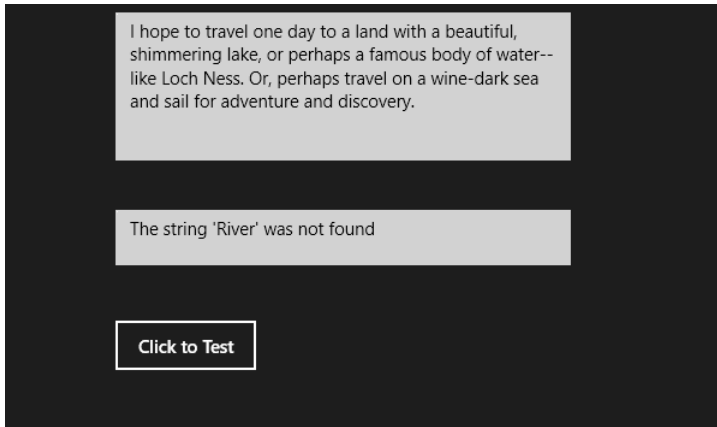 I hope to travel one day to a land with a beautiful,
shimmering lake, or perhaps a famous body of water--
like Loch Ness. Or, perhaps travel on a wine-dark sea
and sail for adventure and discovery.
The string 'River' was not found
Click to Test